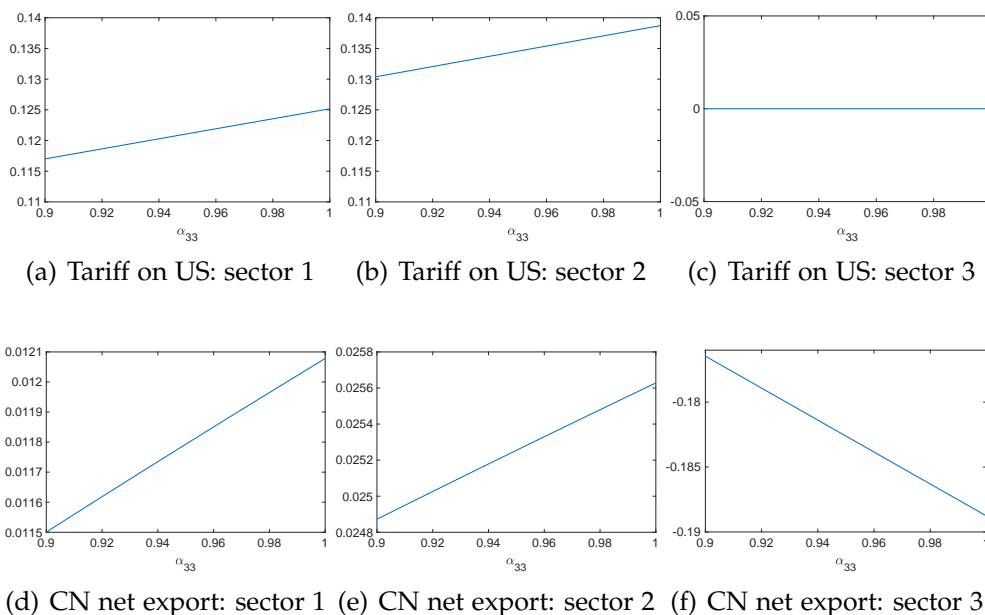 0.14
0.135
0.13
0.125
0.12
0.115
0.11
0.9 0.92 0.94 0.96 0.98 1
α33
(a) Tariff on US: sector 1
0.14
0.135
0.13
0.125
0.12
0.115
0.11
0.9 0.92 0.94 0.96 0.98 1
α33
(b) Tariff on US: sector 2
0.05
0
-0.05
0.9 0.92 0.94 0.96 0.98
α33
(c) Tariff on US: sector 3
0.0121
0.012
0.0119
0.0118
0.0117
0.0116
0.0115
0.9 0.92 0.94 0.96 0.98 1
α33
(d) CN net export: sector 1
0.0258
0.0256
0.0254
0.0252
0.025
0.0248
0.9 0.92 0.94 0.96 0.98 1
α33
(e) CN net export: sector 2
-0.18
-0.185
-0.19
0.9 0.92 0.94 0.96 0.98 1
α33
(f) CN net export: sector 3